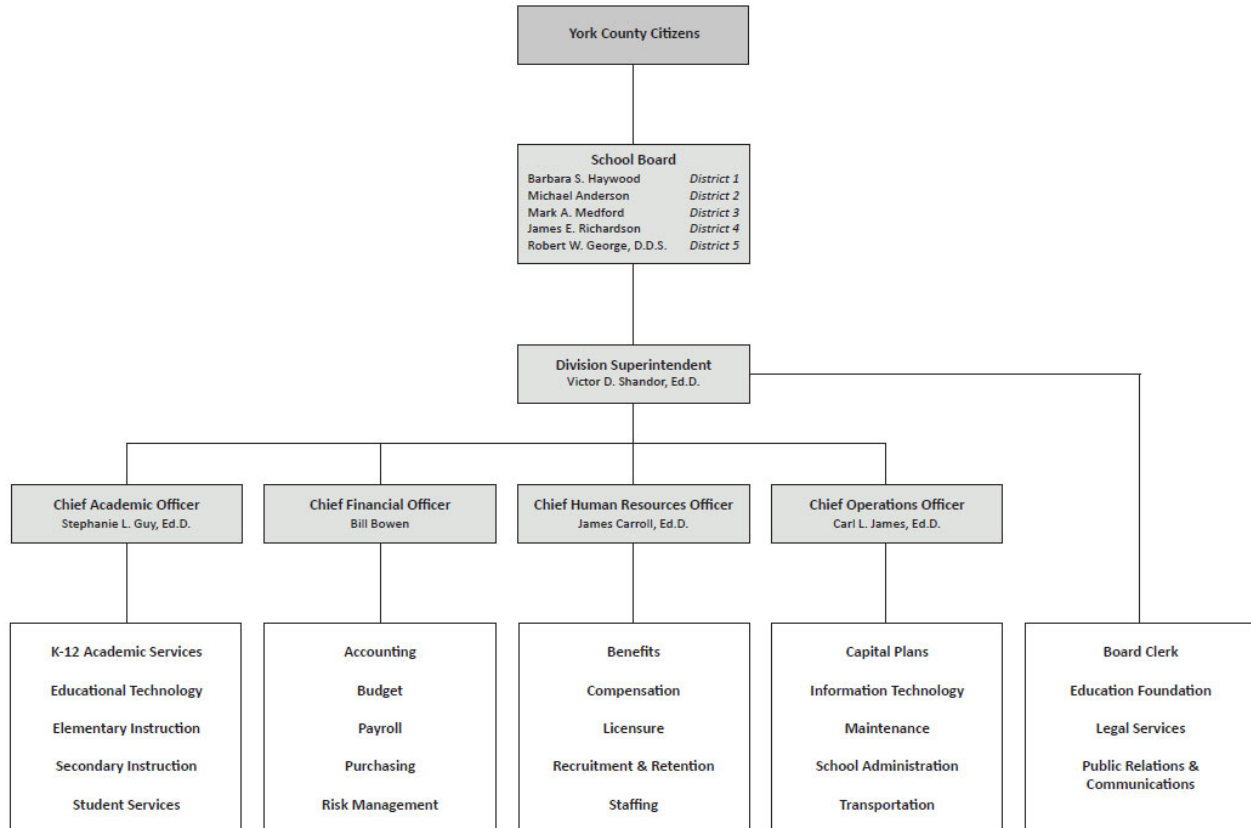 York County Citizens
School Board
Barbara S. Haywood District 1
Michael Anderson District 2
Mark A. Medford District 3
James E. Richardson District 4
Robert W. George, D.D.S. District 5
Division Superintendent
Victor D. Shandor, Ed.D.
Chief Academic Officer
Stephanie L. Guy, Ed.D.
Chief Financial Officer
Bill Bowen
Chief Human Resources Officer
James Carroll, Ed.D.
Chief Operations Officer
Carl L. James, Ed.D.
K-12 Academic Services
Educational Technology
Elementary Instruction
Secondary Instruction
Student Services
Accounting
Budget
Payroll
Purchasing
Risk Management
Benefits
Compensation
Licensure
Recruitment & Retention
Staffing
Capital Plans
Information Technology
Maintenance
School Administration
Transportation
Board Clerk
Education Foundation
Legal Services
Public Relations &
Communications